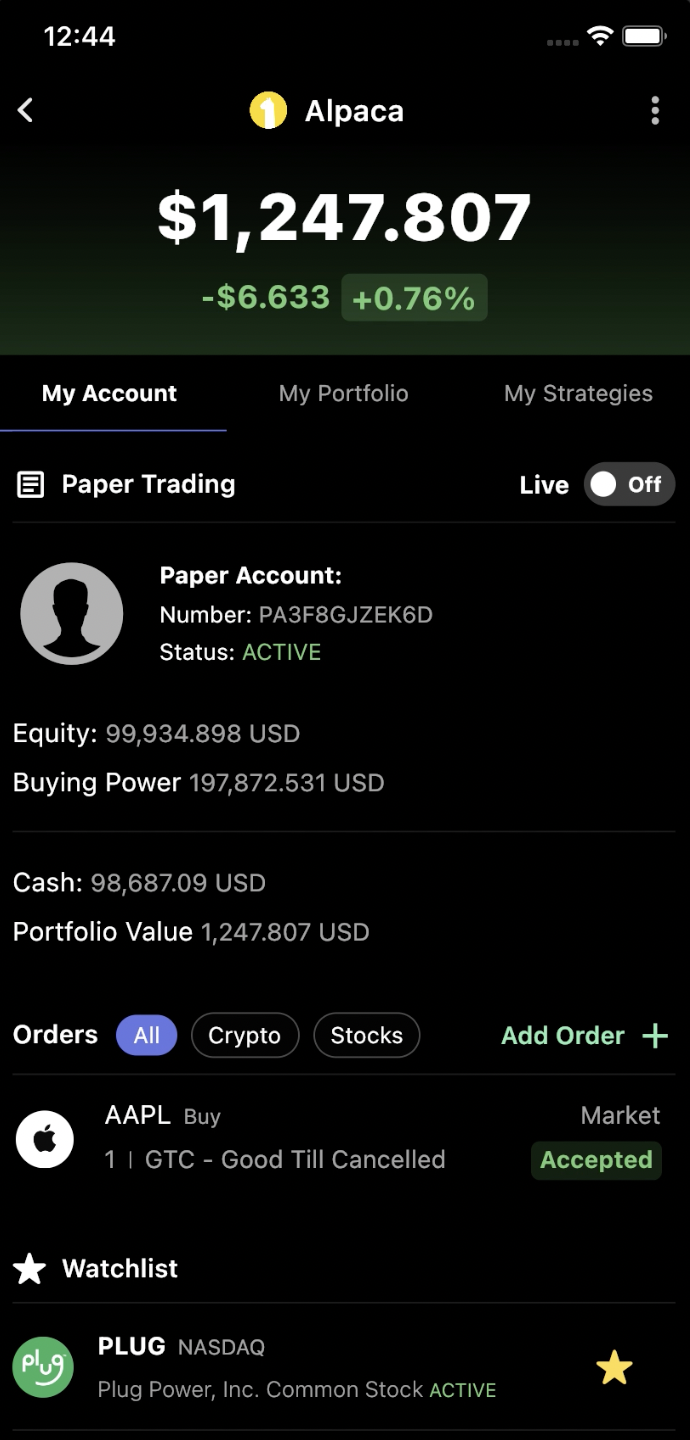 12:44
Alpaca
$1,247.807
-$6.633 +0.76%
My Account My Portfolio My Strategies
Paper Trading Live Off
Paper Account:
Number: PA3F8GJZEK6D
Status: ACTIVE
Equity: 99,934.898 USD
Buying Power 197,872.531 USD
Cash: 98,687.09 USD
Portfolio Value 1,247.807 USD
Orders All Crypto Stocks Add Order +
AAPL Buy Market
1 | GTC - Good Till Cancelled Accepted
Watchlist
PLUG NASDAQ
plug
Plug Power, Inc. Common Stock ACTIVE